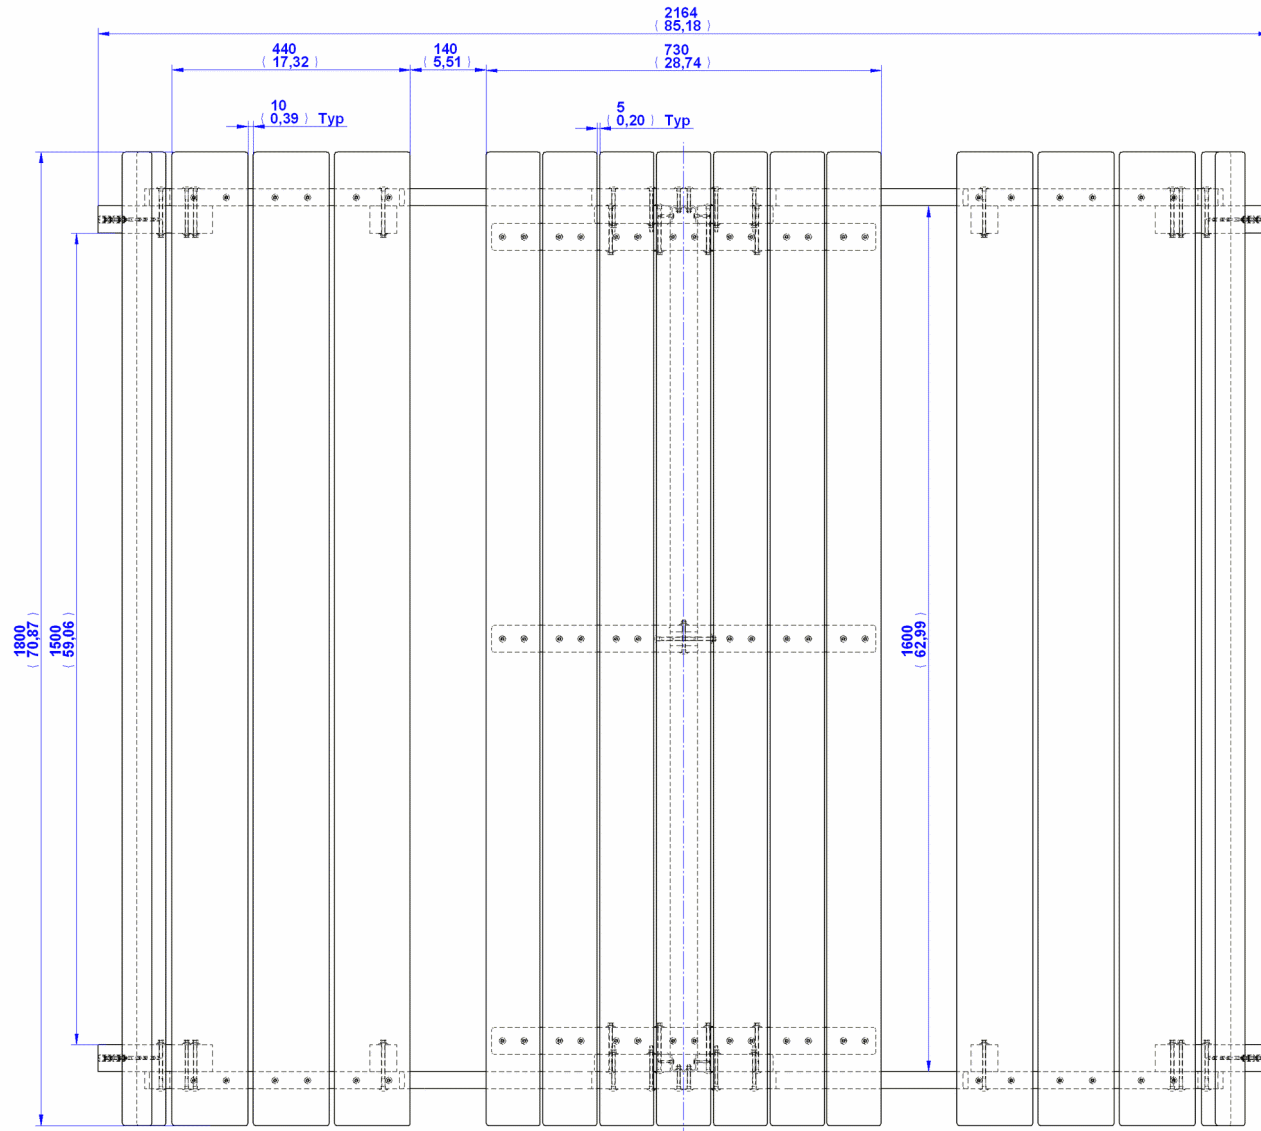 2164
( 85,18 )
440
( 17,32 )
140
( 5,51 )
730
( 28,74 )
10
( 0,39 ) Typ
5
( 0,20 ) Typ
1800
( 70,87 )
1500
( 59,06 )
1600
( 62,99 )